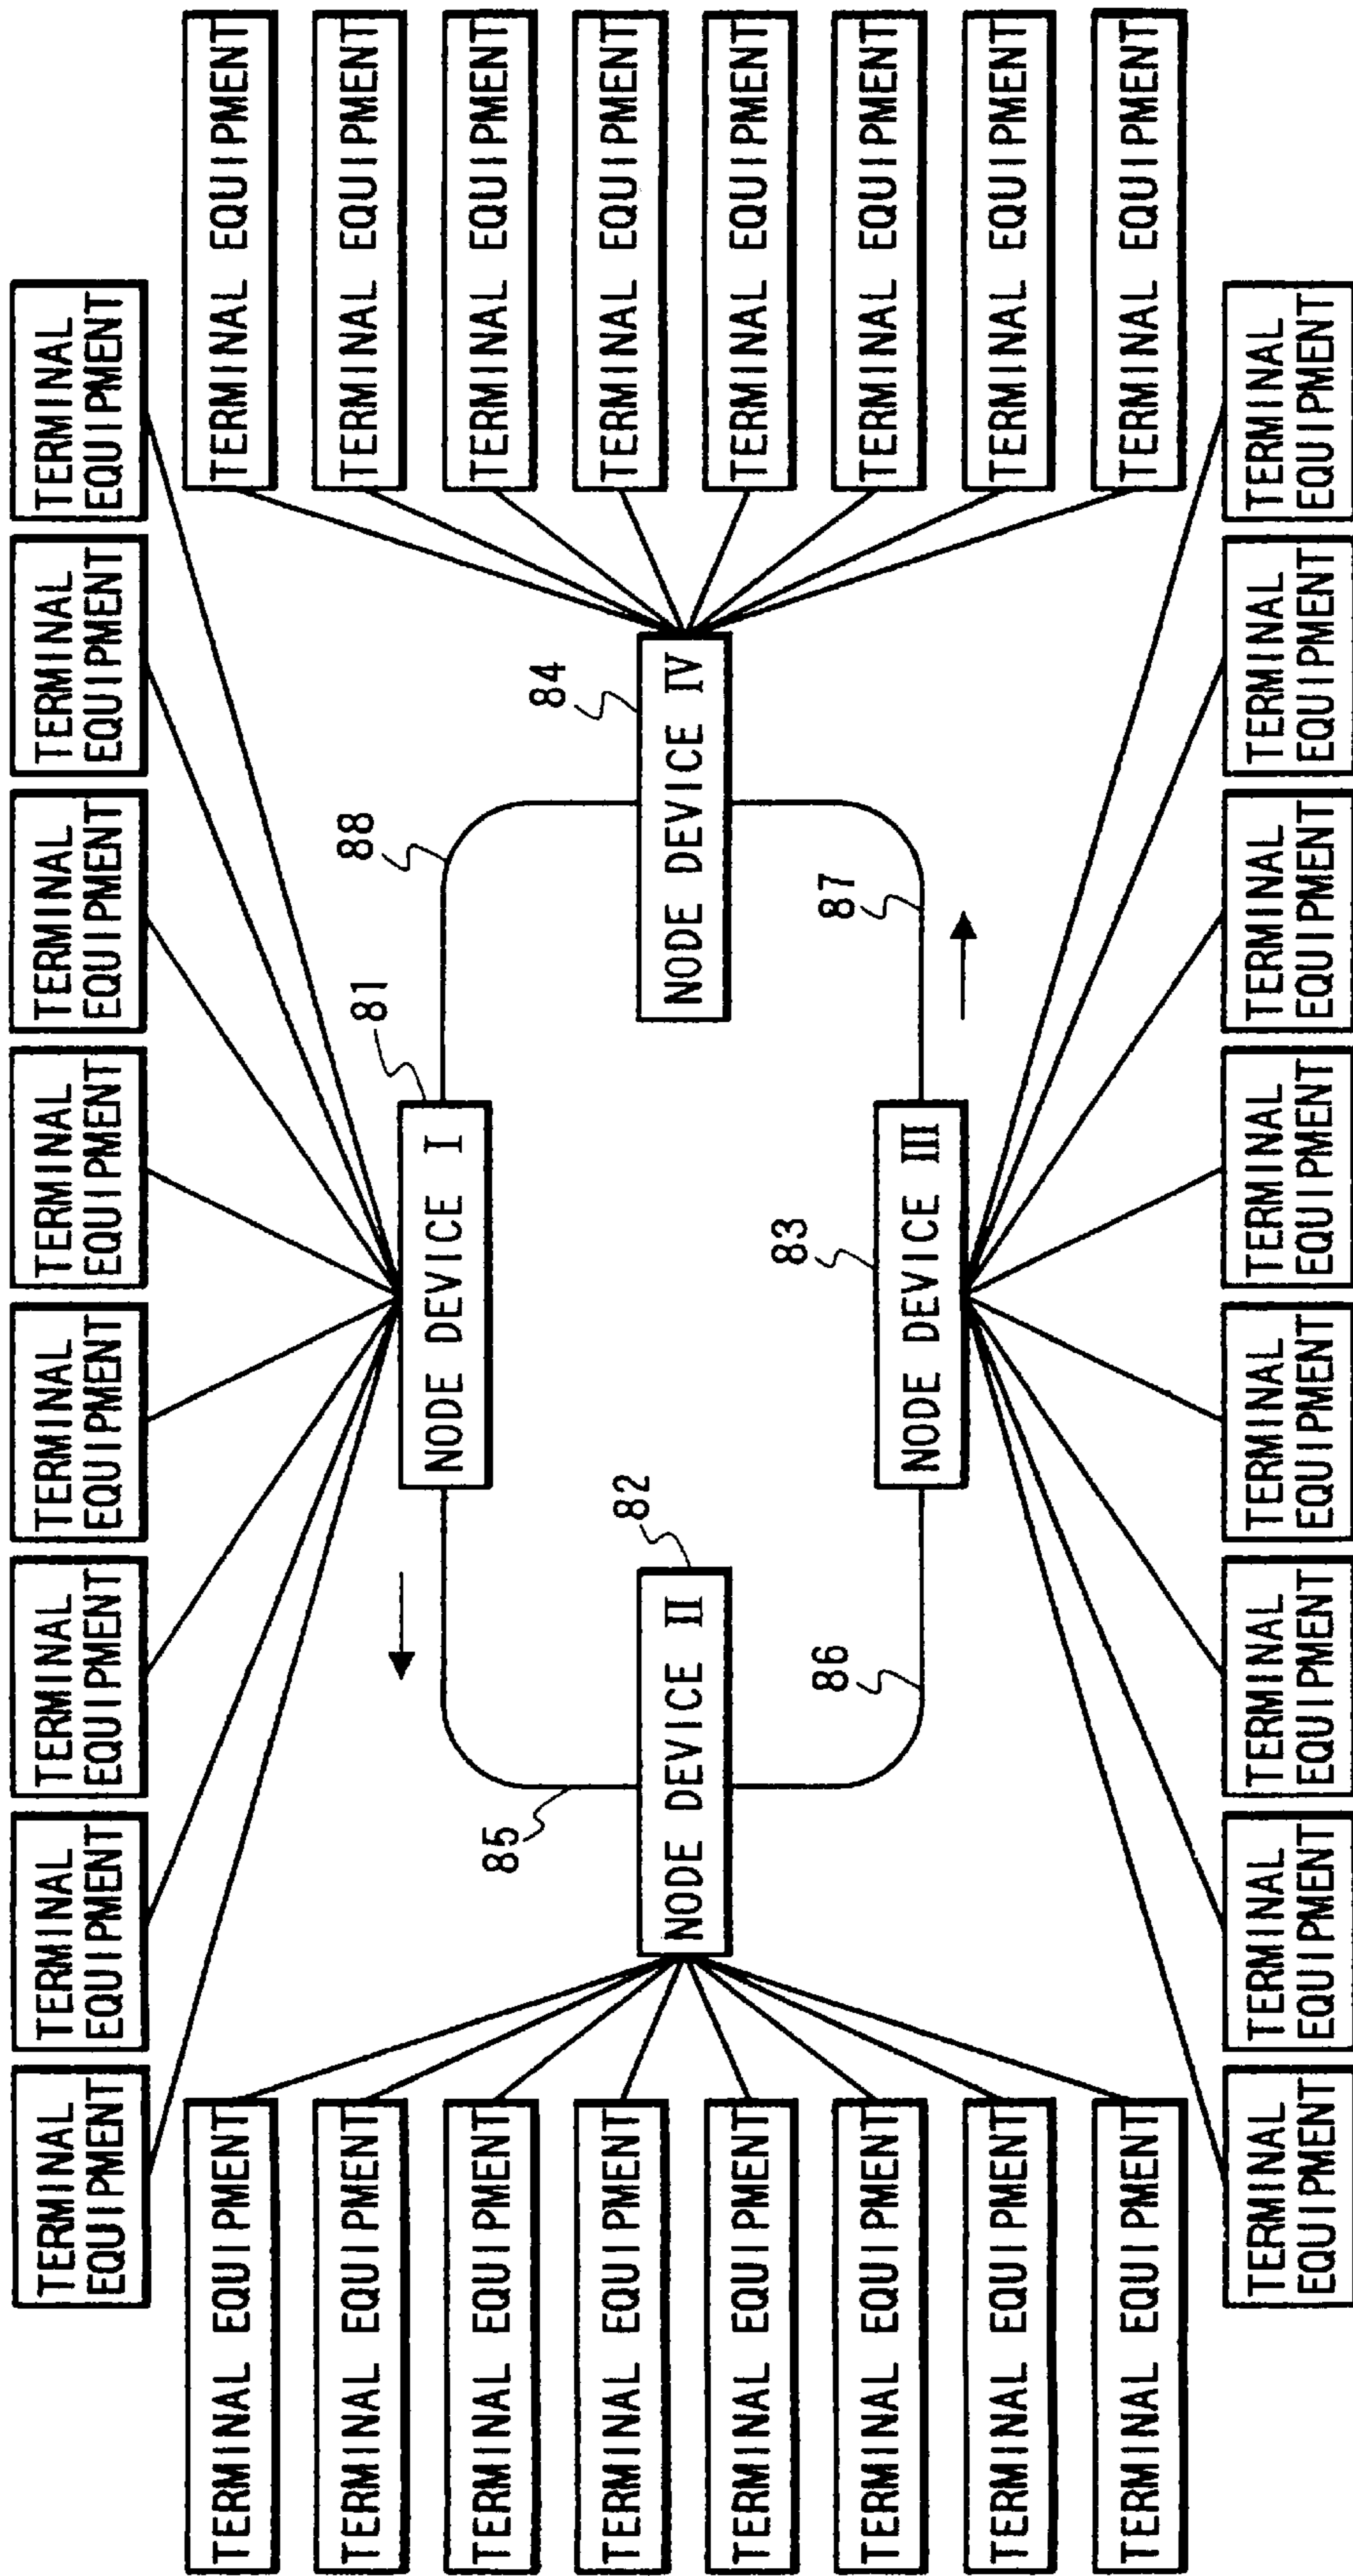 TERMINAL
EQUIPMENT
TERMINAL
EQUIPMENT
TERMINAL
EQUIPMENT
TERMINAL
EQUIPMENT
TERMINAL
EQUIPMENT
TERMINAL
EQUIPMENT
TERMINAL
EQUIPMENT
TERMINAL
EQUIPMENT
TERMINAL EQUIPMENT
TERMINAL EQUIPMENT
TERMINAL EQUIPMENT
81
88
TERMINAL EQUIPMENT
NODE DEVICE I
TERMINAL EQUIPMENT
85
TERMINAL EQUIPMENT
84
TERMINAL EQUIPMENT
82
TERMINAL EQUIPMENT
NODE DEVICE II
NODE DEVICE IV
TERMINAL EQUIPMENT
83
TERMINAL EQUIPMENT
86
87
TERMINAL EQUIPMENT
TERMINAL EQUIPMENT
NODE DEVICE III
TERMINAL EQUIPMENT
TERMINAL EQUIPMENT
TERMINAL EQUIPMENT
TERMINAL EQUIPMENT
TERMINAL
EQUIPMENT
TERMINAL
EQUIPMENT
TERMINAL
EQUIPMENT
TERMINAL
EQUIPMENT
TERMINAL
EQUIPMENT
TERMINAL
EQUIPMENT
TERMINAL
EQUIPMENT
TERMINAL
EQUIPMENT